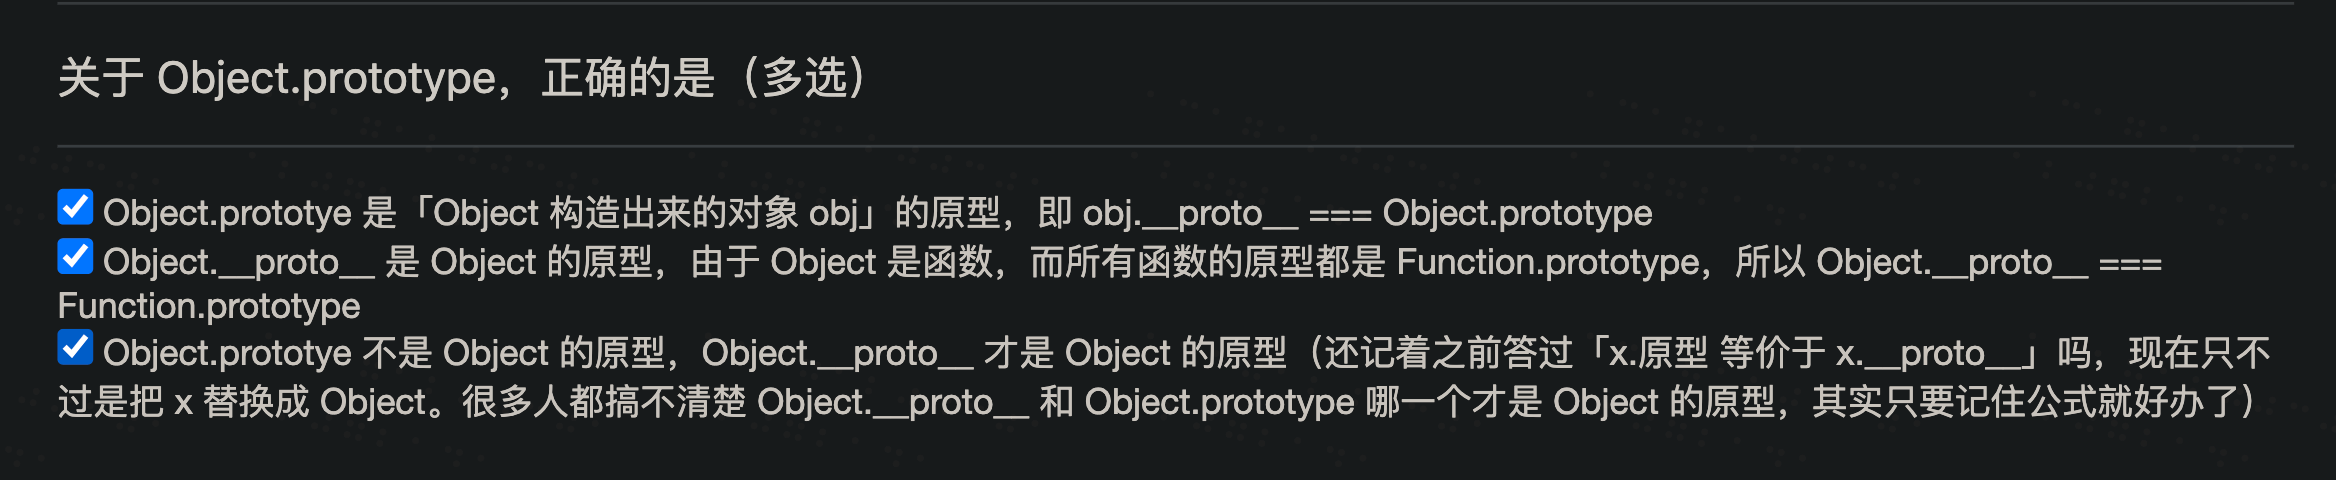 关于 Object.prototype，正确的是（多选）
Object.prototye 是「Object 构造出来的对象 obj」的原型，即 obj.__proto__ === Object.prototype
Object.__proto__ 是 Object 的原型，由于 Object 是函数，而所有函数的原型都是 Function.prototype，所以 Object.__proto__ ===
Function.prototype
Object.prototye 不是 Object 的原型，Object.__proto__ 才是 Object 的原型（还记着之前答过「x.原型 等价于 x.__proto__」吗，现在只不
过是把 x 替换成 Object。很多人都搞不清楚 Object.__proto__ 和 Object.prototype 哪一个才是 Object 的原型，其实只要记住公式就好办了）